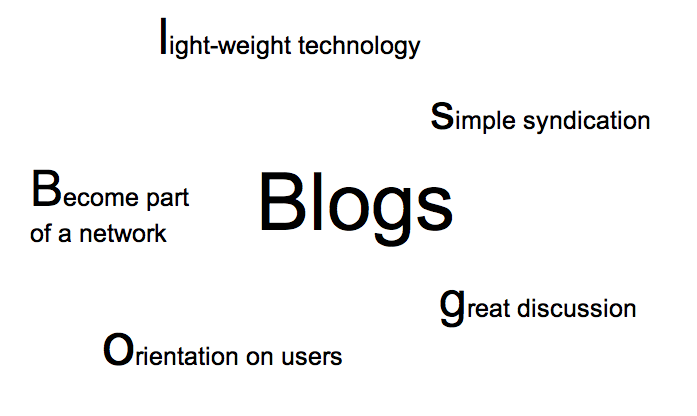 light-weight technology
simple syndication
Become part
of a network
Blogs
great discussion
Orientation on users